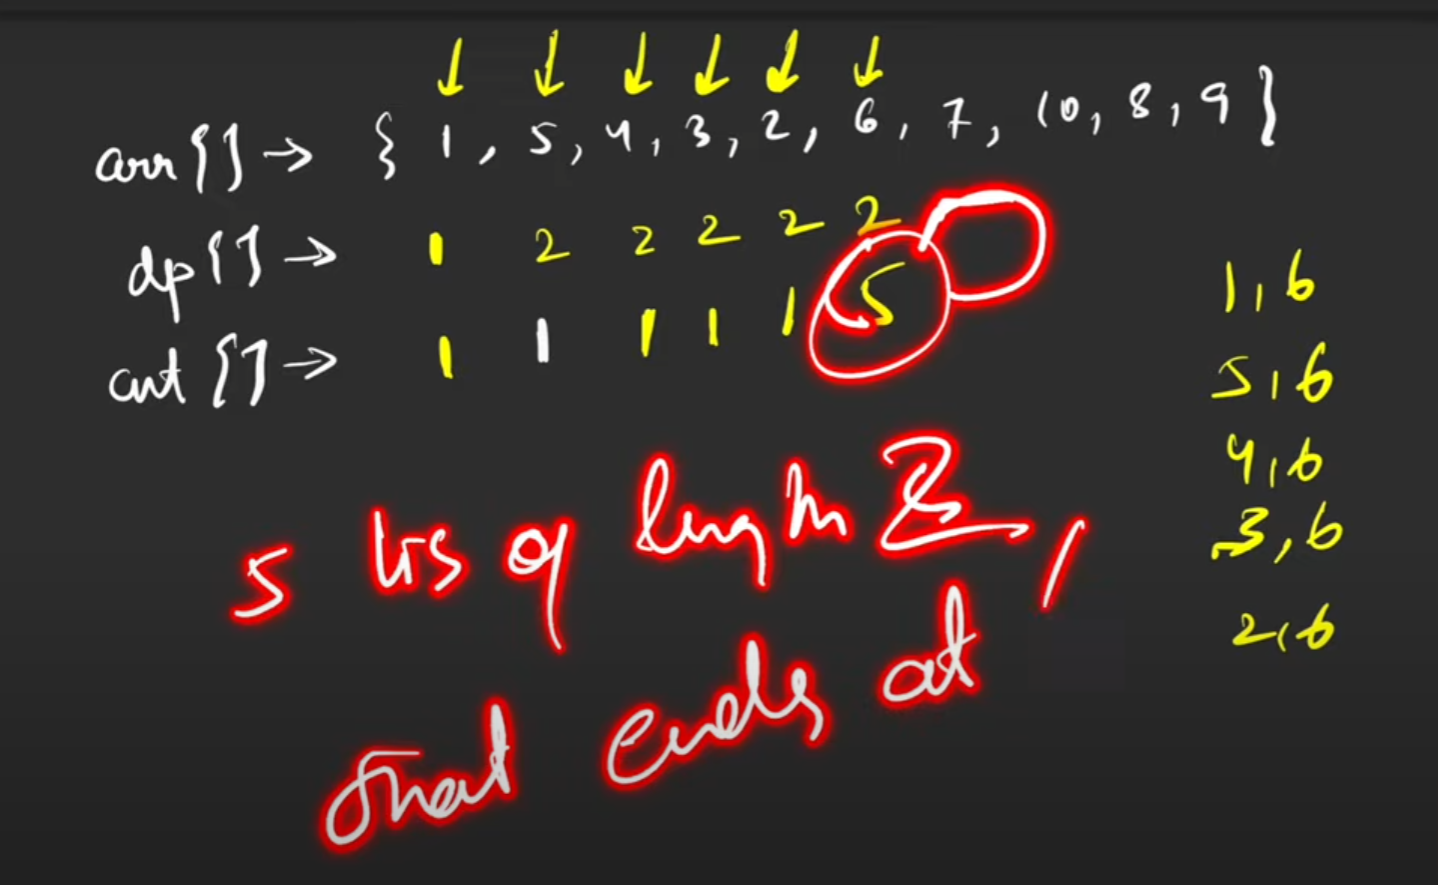 arr[] → { 1, 5, 4, 3, 2, 6, 7, 10, 8, 9 }
dp[] → 1 2 2 2 2 2
cnt[] → 1 1 1 1 1 5
1, 6
5, 6
4, 6
3, 6
2, 6
5 LIS of length 2,
that ends at